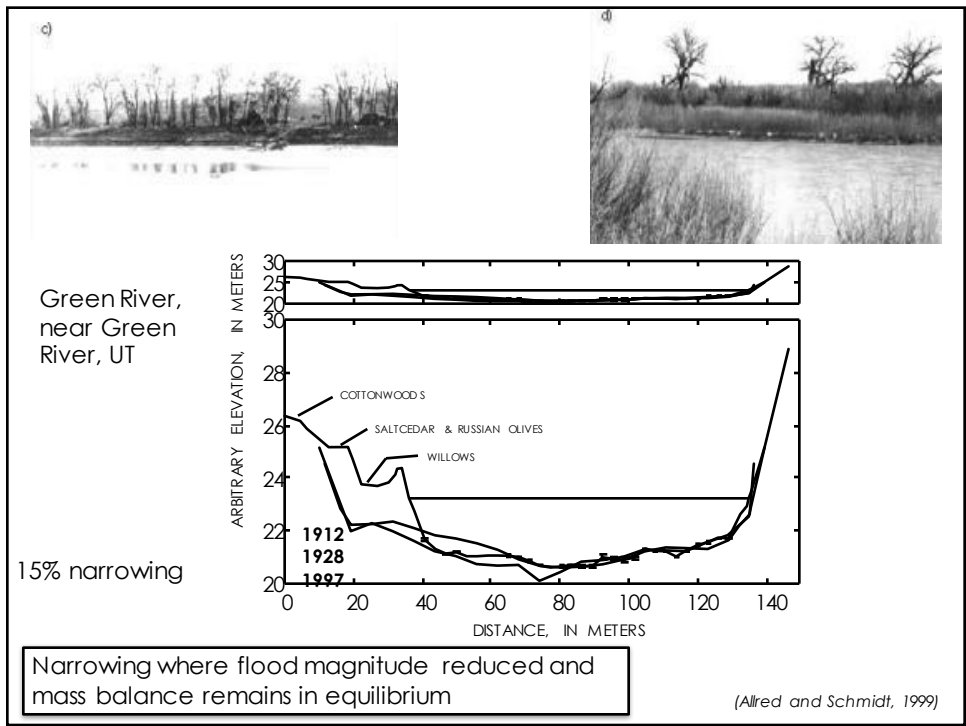 c)
d)
Green River,
near Green
River, UT
15% narrowing
ARBITRARY ELEVATION, IN METERS
30
25
20
30
28
26
24
22
20
COTTONWOODS
SALTCEDAR & RUSSIAN OLIVES
WILLOWS
1912
1928
1997
0 20 40 60 80 100 120 140
DISTANCE, IN METERS
Narrowing where flood magnitude reduced and
mass balance remains in equilibrium
(Allred and Schmidt, 1999)